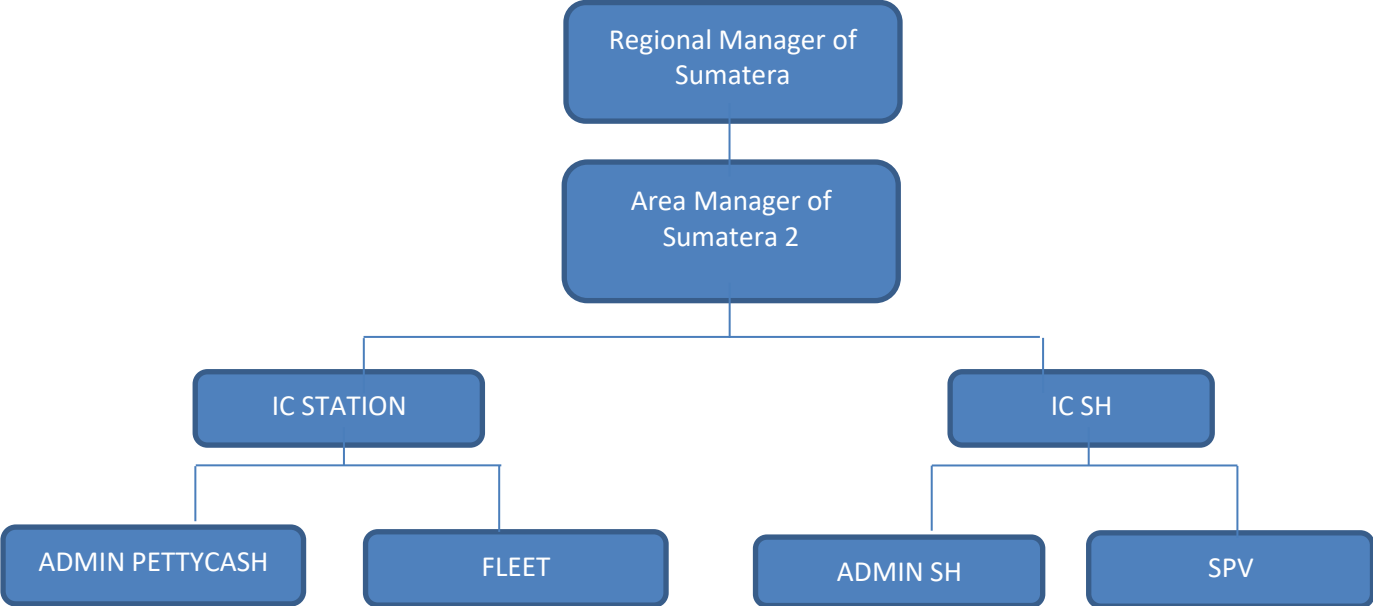 Regional Manager of
Sumatera
Area Manager of
Sumatera 2
IC STATION
IC SH
ADMIN PETTYCASH
FLEET
ADMIN SH
SPV